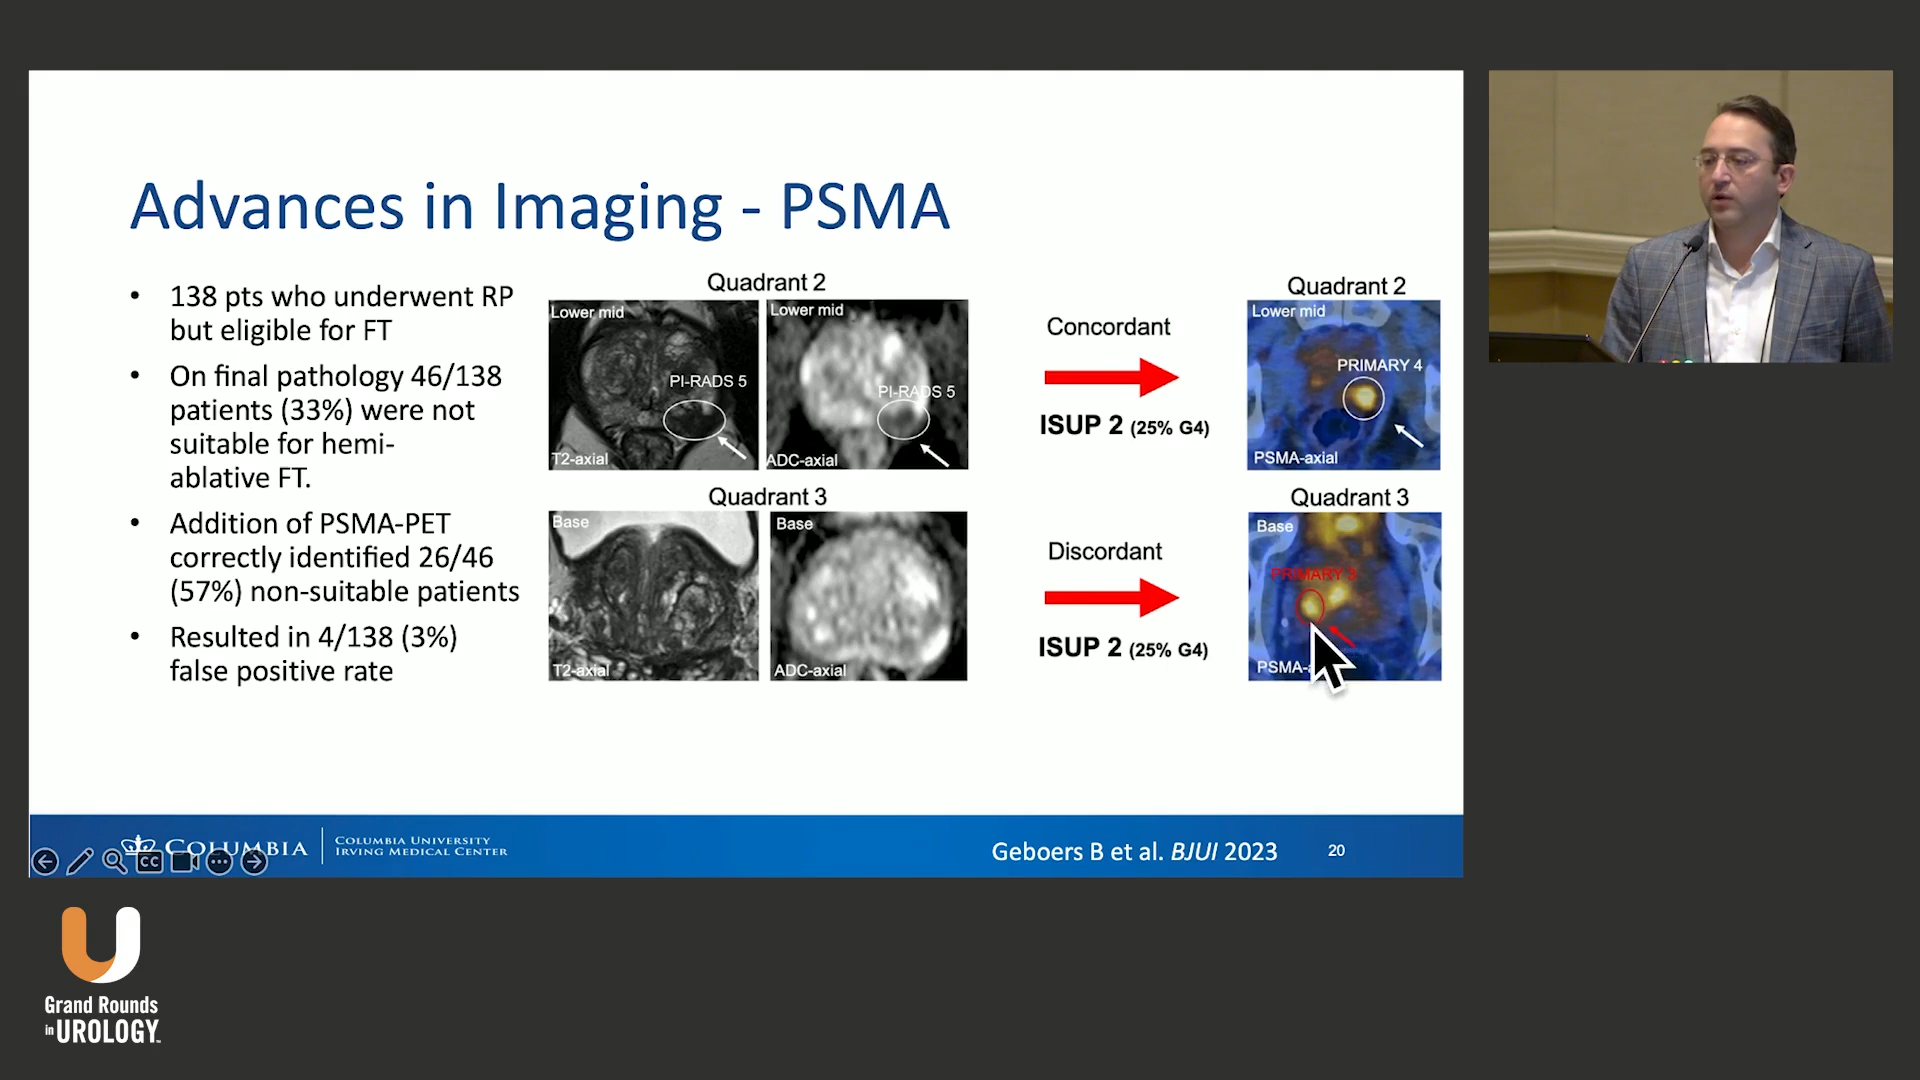 Advances in Imaging - PSMA
• 138 pts who underwent RP
but eligible for FT
• On final pathology 46/138
patients (33%) were not
suitable for hemi-
ablative FT.
• Addition of PSMA-PET
correctly identified 26/46
(57%) non-suitable patients
• Resulted in 4/138 (3%)
false positive rate
Quadrant 2
Lower mid
PI-RADS 5
T2-axial
Lower mid
PI-RADS 5
ADC-axial
Concordant
ISUP 2 (25% G4)
Quadrant 2
Lower mid
PRIMARY 4
PSMA-axial
Quadrant 3
Base
T2-axial
Base
ADC-axial
Discordant
ISUP 2 (25% G4)
Quadrant 3
Base
PRIMARY 3
PSMA-
COLUMBIA
COLUMBIA UNIVERSITY
IRVING MEDICAL CENTER
CC
Geboers B et al. BJUI 2023
20
Grand Rounds
in UROLOGY™